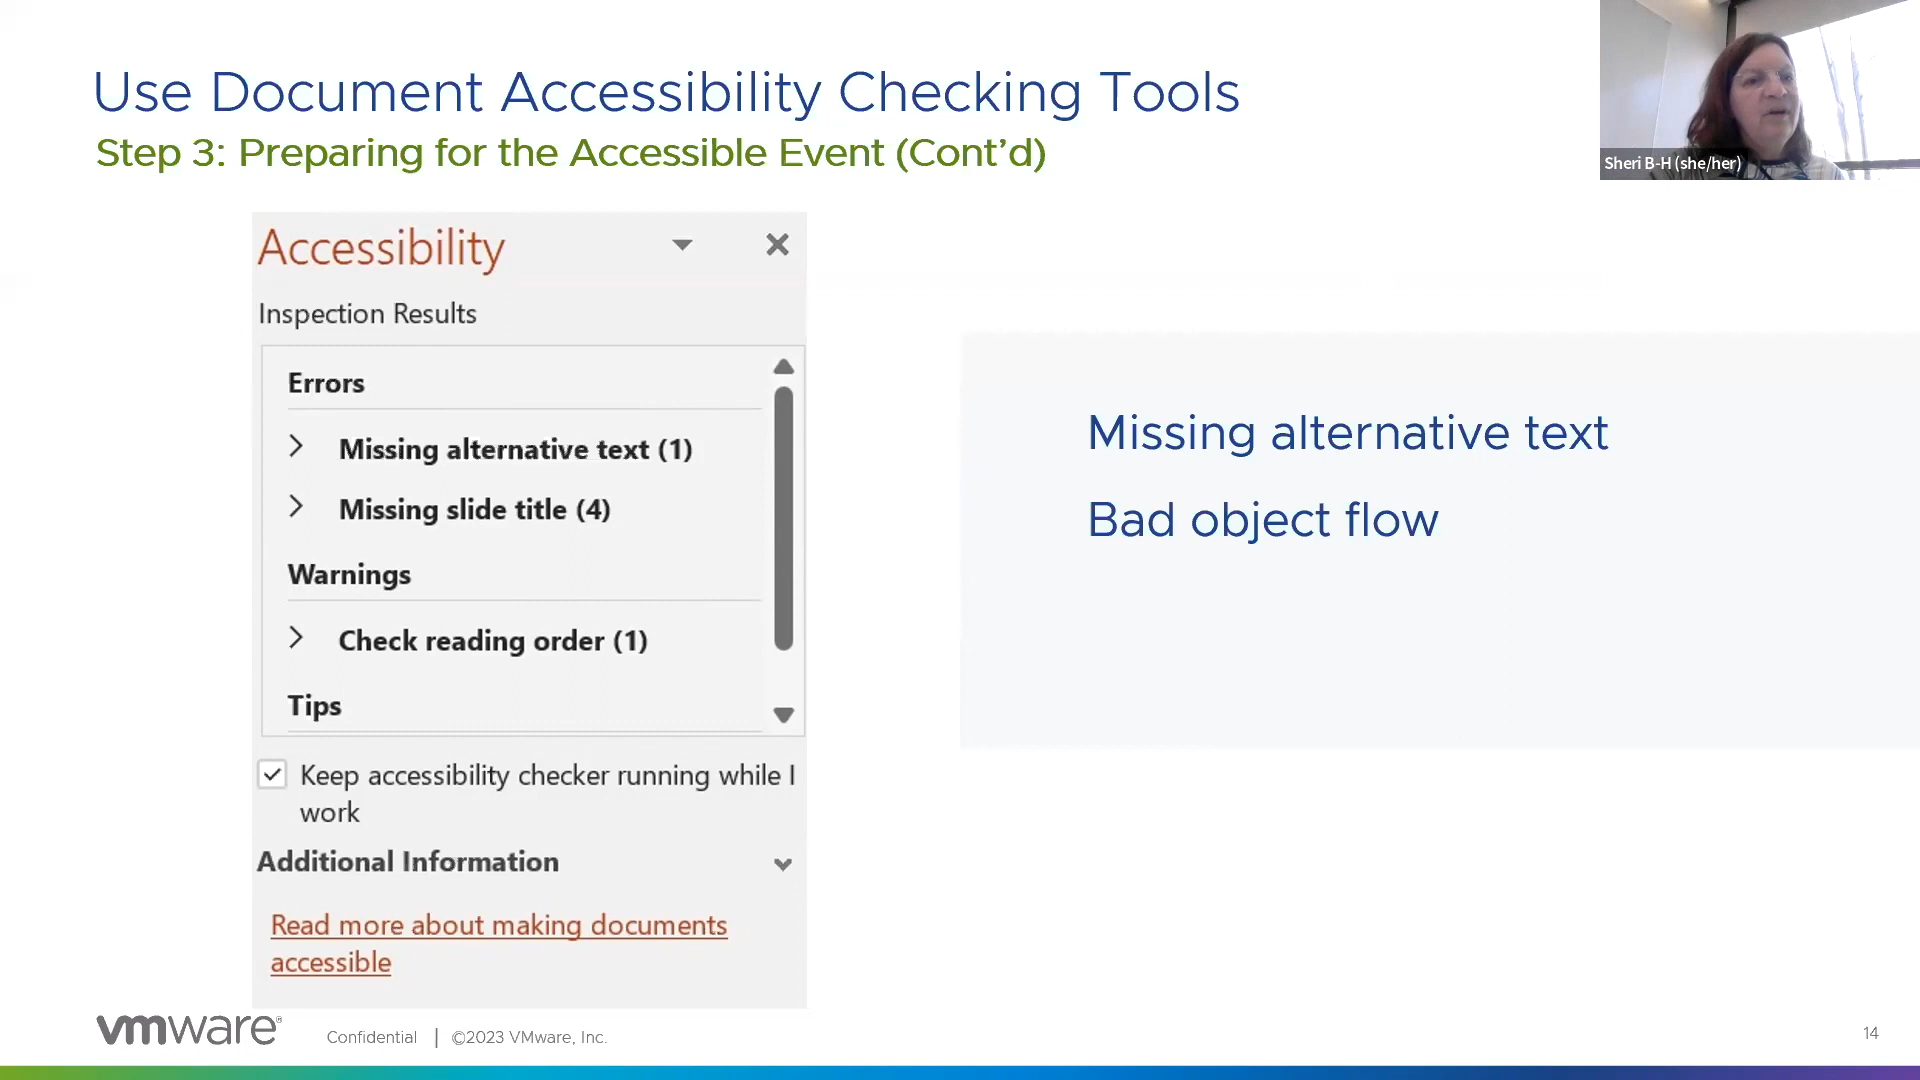 Use Document Accessibility Checking Tools
Step 3: Preparing for the Accessible Event (Cont’d)
Sheri B-H (she/her)
Accessibility
Inspection Results
Errors
Missing alternative text (1)
Missing slide title (4)
Warnings
Check reading order (1)
Tips
Keep accessibility checker running while I
work
Additional Information
Read more about making documents
accessible
Missing alternative text
Bad object flow
vmware®
Confidential | ©2023 VMware, Inc.
14